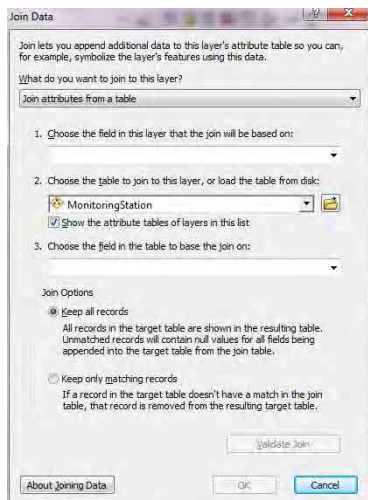 Join Data
Join lets you append additional data to this layer's attribute table so you can,
for example, symbolize the layer's features using this data.
What do you want to join to this layer?
Join attributes from a table
1. Choose the field in this layer that the join will be based on:
2. Choose the table to join to this layer, or load the table from disk:
MonitoringStation
Show the attribute tables of layers in this list
3. Choose the field in the table to base the join on:
Join Options
Keep all records
All records in the target table are shown in the resulting table.
Unmatched records will contain null values for all fields being
appended into the target table from the join table.
Keep only matching records
If a record in the target table doesn't have a match in the join
table, that record is removed from the resulting target table.
Validate Join
About Joining Data
OK
Cancel